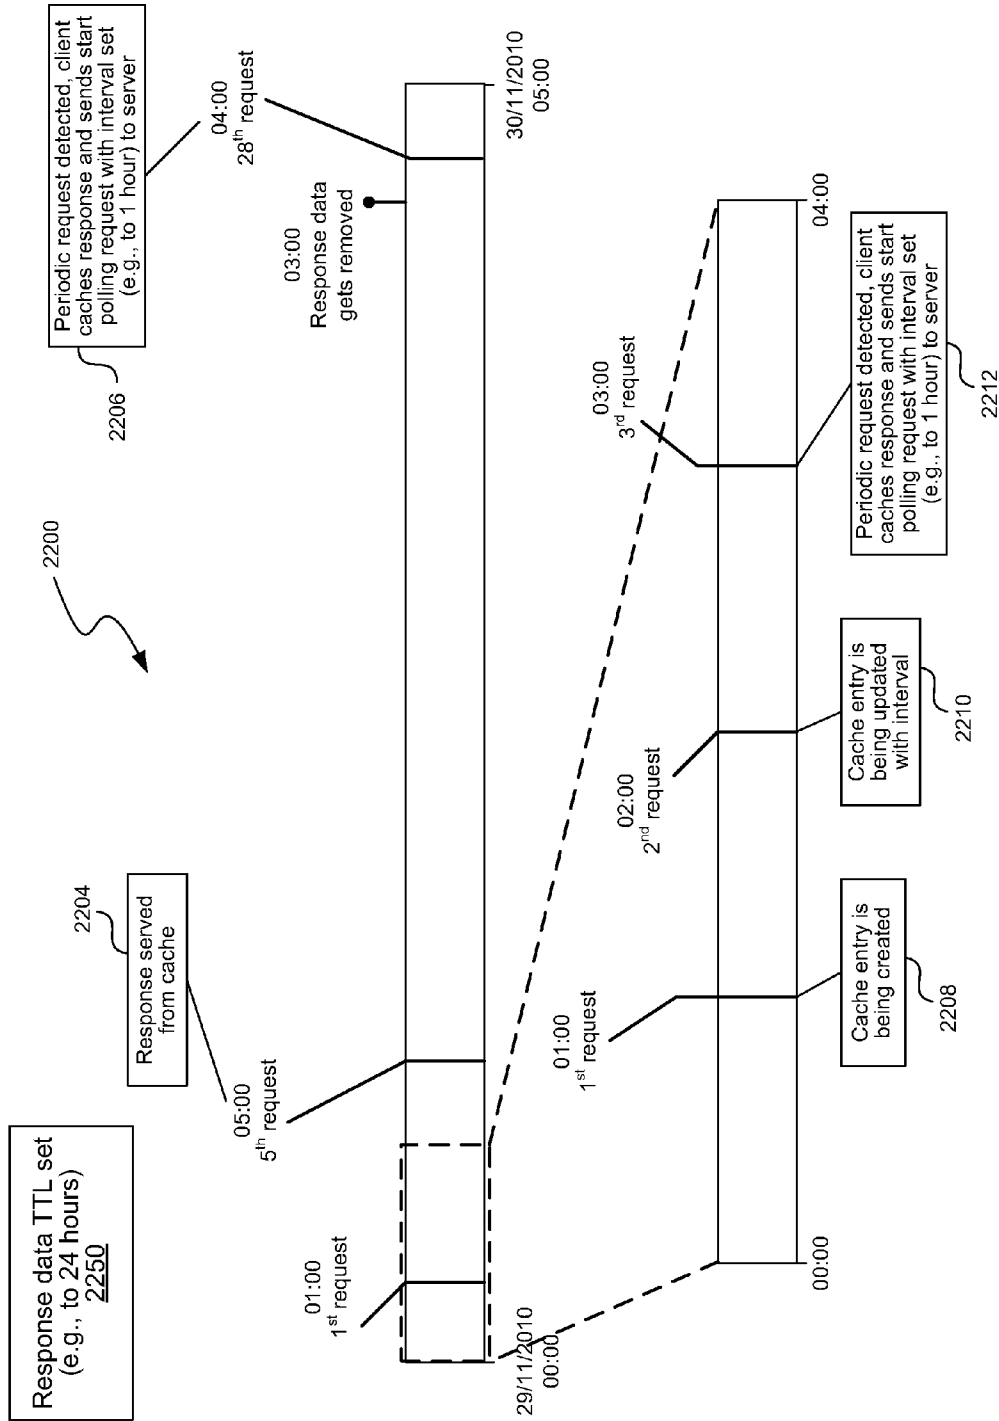 Response data TTL set
(e.g., to 24 hours)
2250
2204
Response served
from cache
2200
2206
Periodic request detected, client
caches response and sends start
polling request with interval set
(e.g., to 1 hour) to server
01:00
1st request
05:00
5th request
03:00
Response data
gets removed
04:00
28th request
29/11/2010
00:00
30/11/2010
05:00
01:00
1st request
02:00
2nd request
03:00
3rd request
00:00
04:00
Cache entry is
being created
2208
Cache entry is
being updated
with interval
2210
Periodic request detected, client
caches response and sends start
polling request with interval set
(e.g., to 1 hour) to server
2212